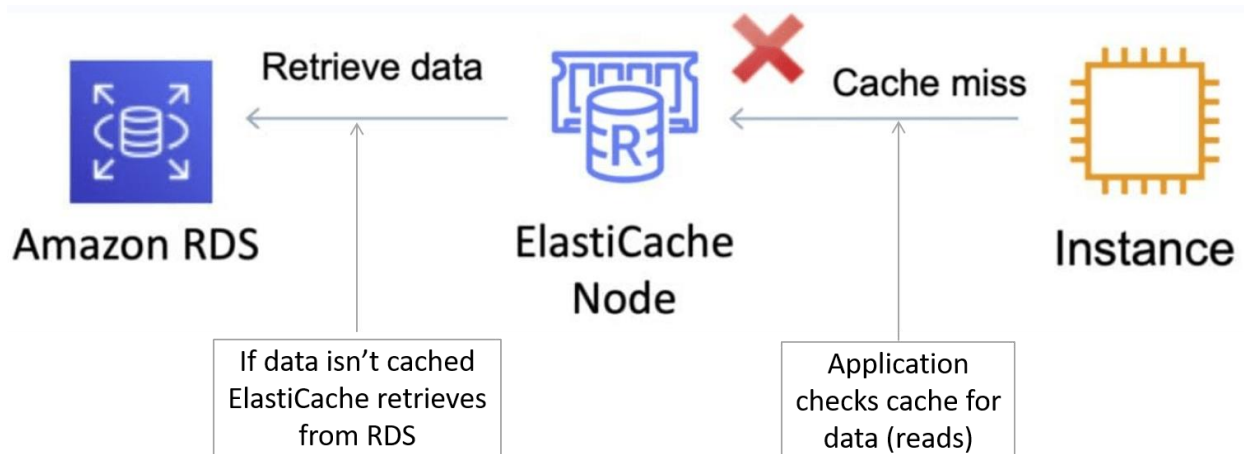 Retrieve data
Cache miss
R
Amazon RDS
ElastiCache
Node
Instance
If data isn’t cached
ElastiCache retrieves
from RDS
Application
checks cache for
data (reads)